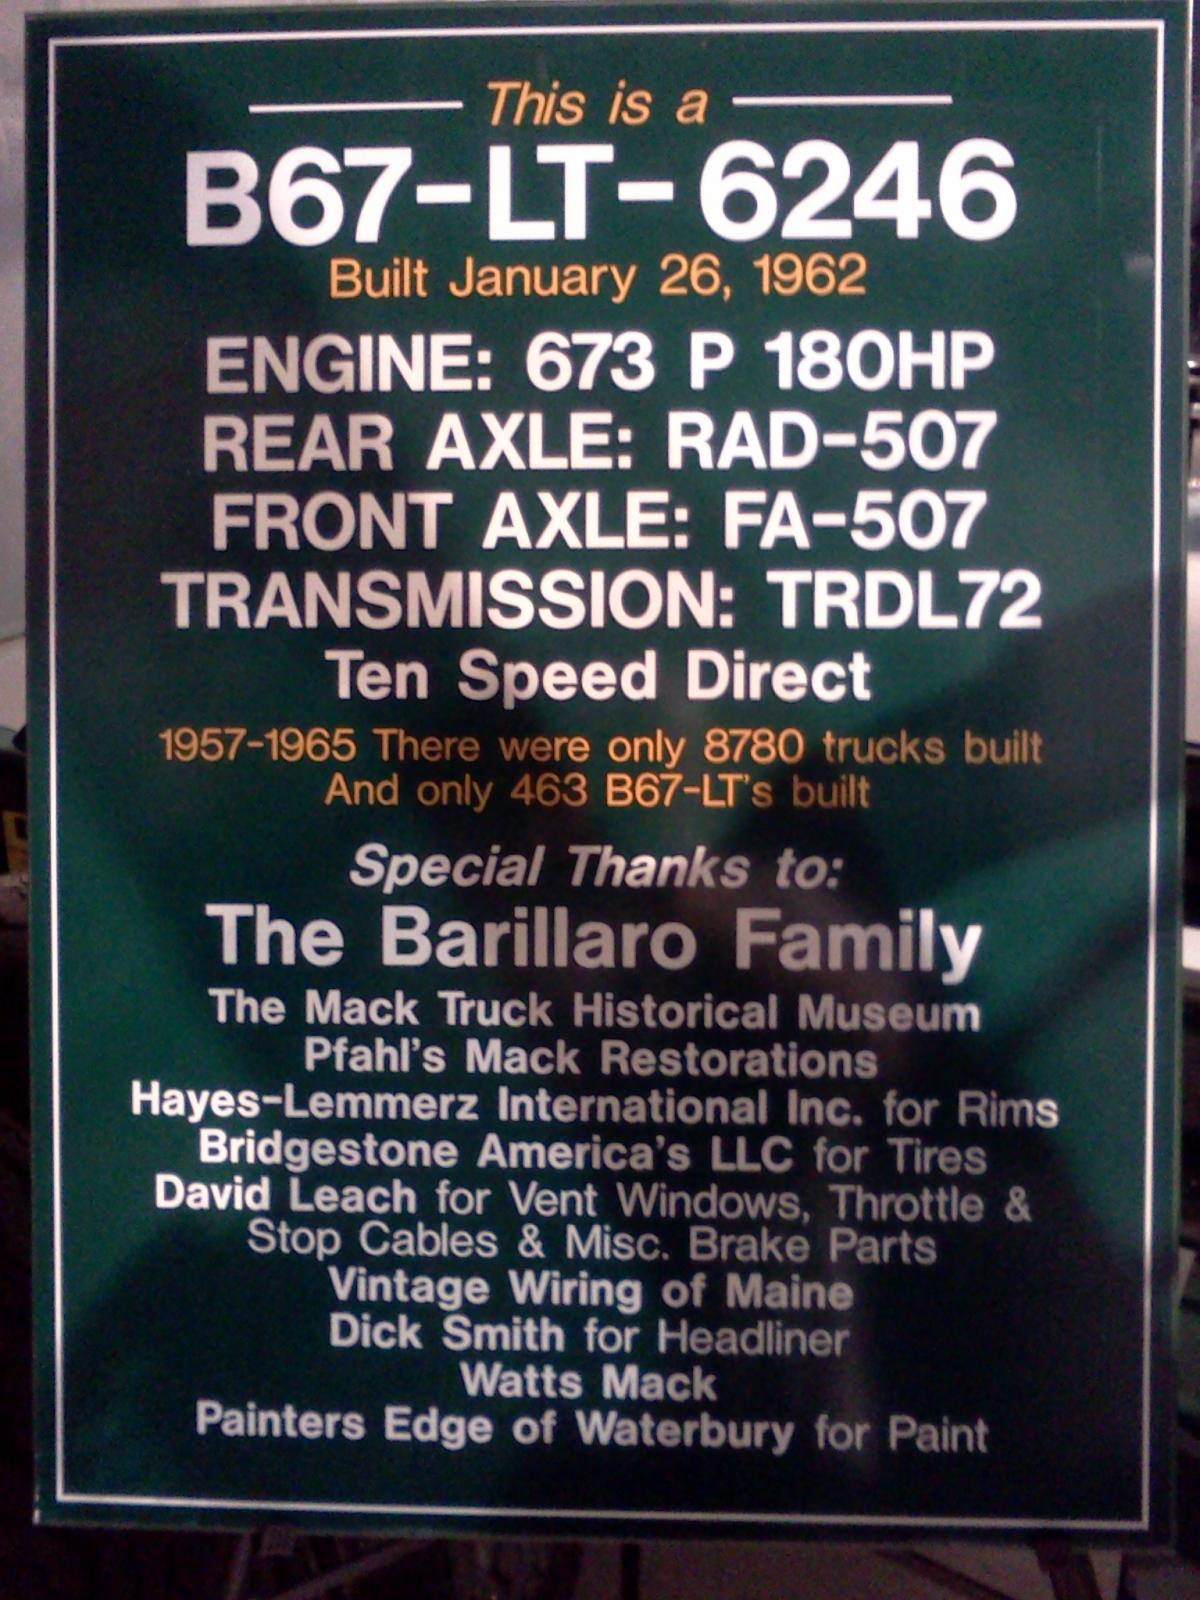 This is a
B67-LT-6246
Built January 26, 1962
ENGINE: 673 P 180HP
REAR AXLE: RAD-507
FRONT AXLE: FA-507
TRANSMISSION: TRDL72
Ten Speed Direct
1957-1965 There were only 8780 trucks built
And only 463 B67-LT's built
Special Thanks to:
The Barillaro Family
The Mack Truck Historical Museum
Pfahl's Mack Restorations
Hayes-Lemmerz International Inc. for Rims
Bridgestone America's LLC for Tires
David Leach for Vent Windows, Throttle &
Stop Cables & Misc. Brake Parts
Vintage Wiring of Maine
Dick Smith for Headliner
Watts Mack
Painters Edge of Waterbury for Paint